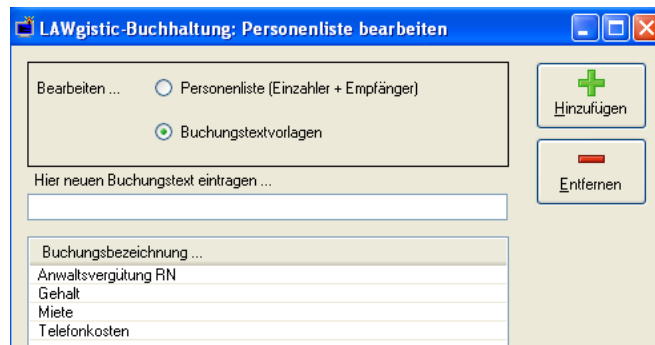 LAWgistic-Buchhaltung: Personenliste bearbeiten
Bearbeiten ...
Personenliste (Einzahler + Empfänger)
Buchungstextvorlagen
Hinzufügen
Entfernen
Hier neuen Buchungstext eintragen ...
Buchungsbezeichnung ...
Anwaltsvergütung RN
Gehalt
Miete
Telefonkosten